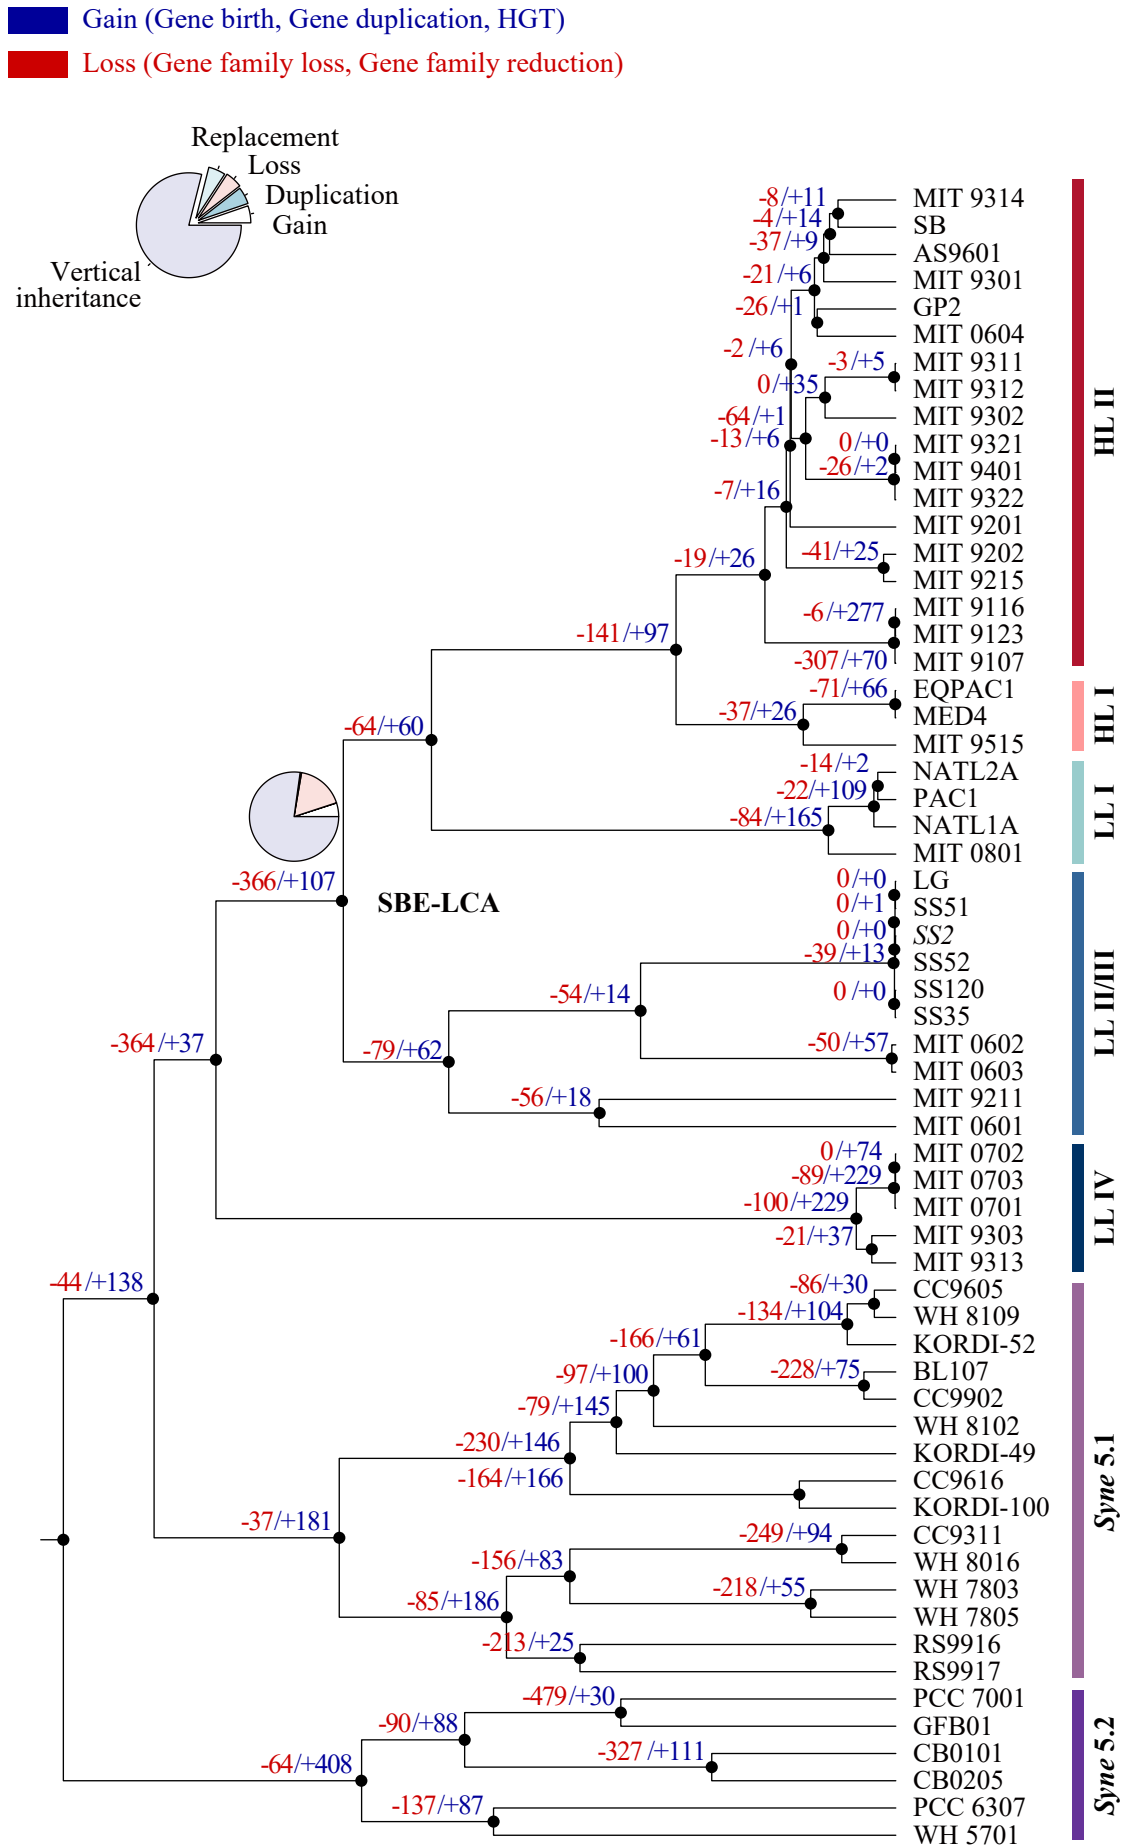 Gain (Gene birth, Gene duplication, HGT)
Loss (Gene family loss, Gene family reduction)
Replacement
Loss
Duplication
Gain
Vertical
inheritance
-8/+11
MIT 9314
-4/+14
SB
-37/+9
AS9601
-21/+6
MIT 9301
-26/+1
GP2
MIT 0604
-2 /+6
-3/+5
MIT 9311
0/+35
MIT 9312
-64/+1
MIT 9302
-13/+6
0/+0
MIT 9321
-26/+2
MIT 9401
-7/+16
MIT 9322
MIT 9201
-19/+26
-41/+25
MIT 9202
MIT 9215
-6/+277
MIT 9116
-141/+97
MIT 9123
-307/+70
MIT 9107
HL II
-71/+66
EQPAC1
-37/+26
MED4
-64/+60
MIT 9515
HL I
-14/+2
NATL2A
-22/+109
PAC1
-84/+165
NATL1A
MIT 0801
LL I
-366/+107
SBE-LCA
0/+0
LG
0/+1
SS51
0/+0
SS2
-39/+13
SS52
-54/+14
0 /+0
SS120
SS35
-364/+37
-79/+62
-50/+57
MIT 0602
MIT 0603
-56/+18
MIT 9211
MIT 0601
LL II/III
0/+74
MIT 0702
-89/+229
MIT 0703
-100/+229
MIT 0701
-21/+37
MIT 9303
MIT 9313
LL IV
-44/+138
-86/+30
CC9605
-134/+104
WH 8109
-166/+61
KORDI-52
-97/+100
-228/+75
BL107
-79/+145
CC9902
WH 8102
-230/+146
KORDI-49
-164/+166
CC9616
KORDI-100
-37/+181
-249/+94
CC9311
-156/+83
WH 8016
-218/+55
WH 7803
-85/+186
WH 7805
-213/+25
RS9916
RS9917
Syne 5.1
-479/+30
PCC 7001
-90/+88
GFB01
-327 /+111
CB0101
-64/+408
CB0205
-137/+87
PCC 6307
WH 5701
Syne 5.2